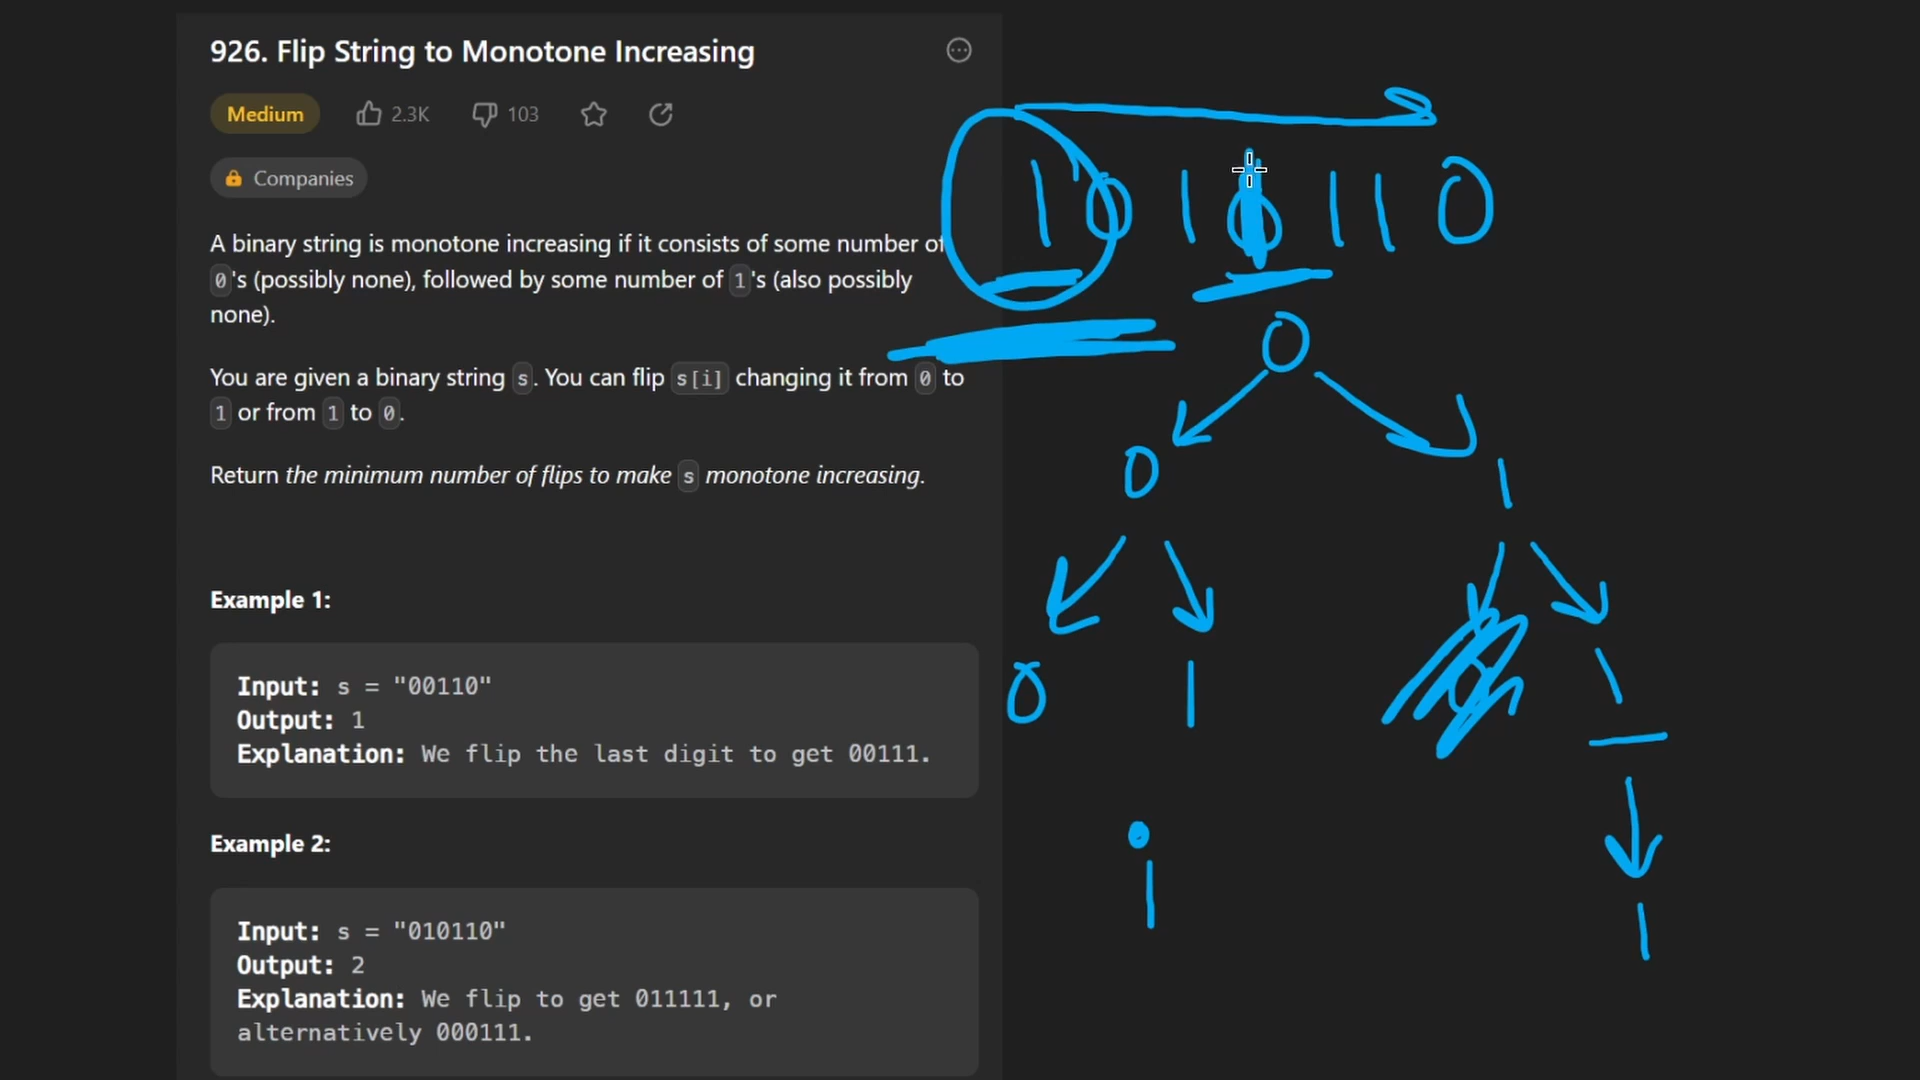 926. Flip String to Monotone Increasing
Medium 2.3K 103
Companies
A binary string is monotone increasing if it consists of some number of
0's (possibly none), followed by some number of 1's (also possibly
none).
You are given a binary string s. You can flip s[i] changing it from 0 to
1 or from 1 to 0.
Return the minimum number of flips to make s monotone increasing.
Example 1:
Input: s = "00110"
Output: 1
Explanation: We flip the last digit to get 00111.
Example 2:
Input: s = "010110"
Output: 2
Explanation: We flip to get 011111, or
alternatively 000111.
1 0 1 0 1 1 0
0
0 1
0 1 0 1
i 1